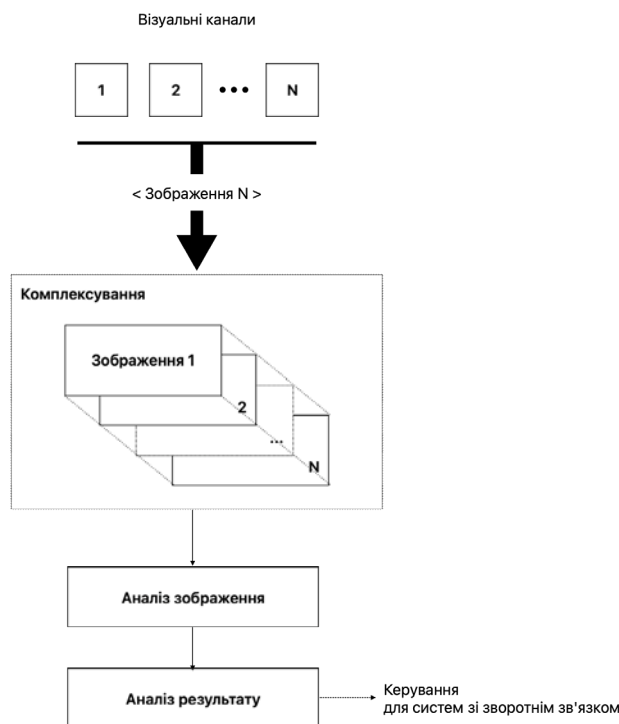 Візуальні канали
1 2 ••• N
< Зображення N >
Комплексування
Зображення 1
2
...
N
Аналіз зображення
Аналіз результату
Керування
для систем зі зворотнім зв'язком